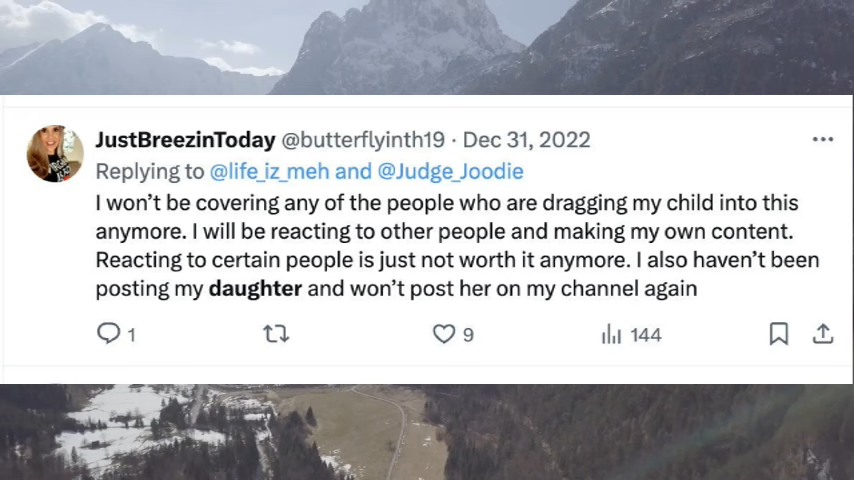 JustBreezinToday @butterflyinth19 · Dec 31, 2022
Replying to @life_iz_meh and @Judge_Joodie
I won’t be covering any of the people who are dragging my child into this
anymore. I will be reacting to other people and making my own content.
Reacting to certain people is just not worth it anymore. I also haven’t been
posting my daughter and won’t post her on my channel again
1 9 144